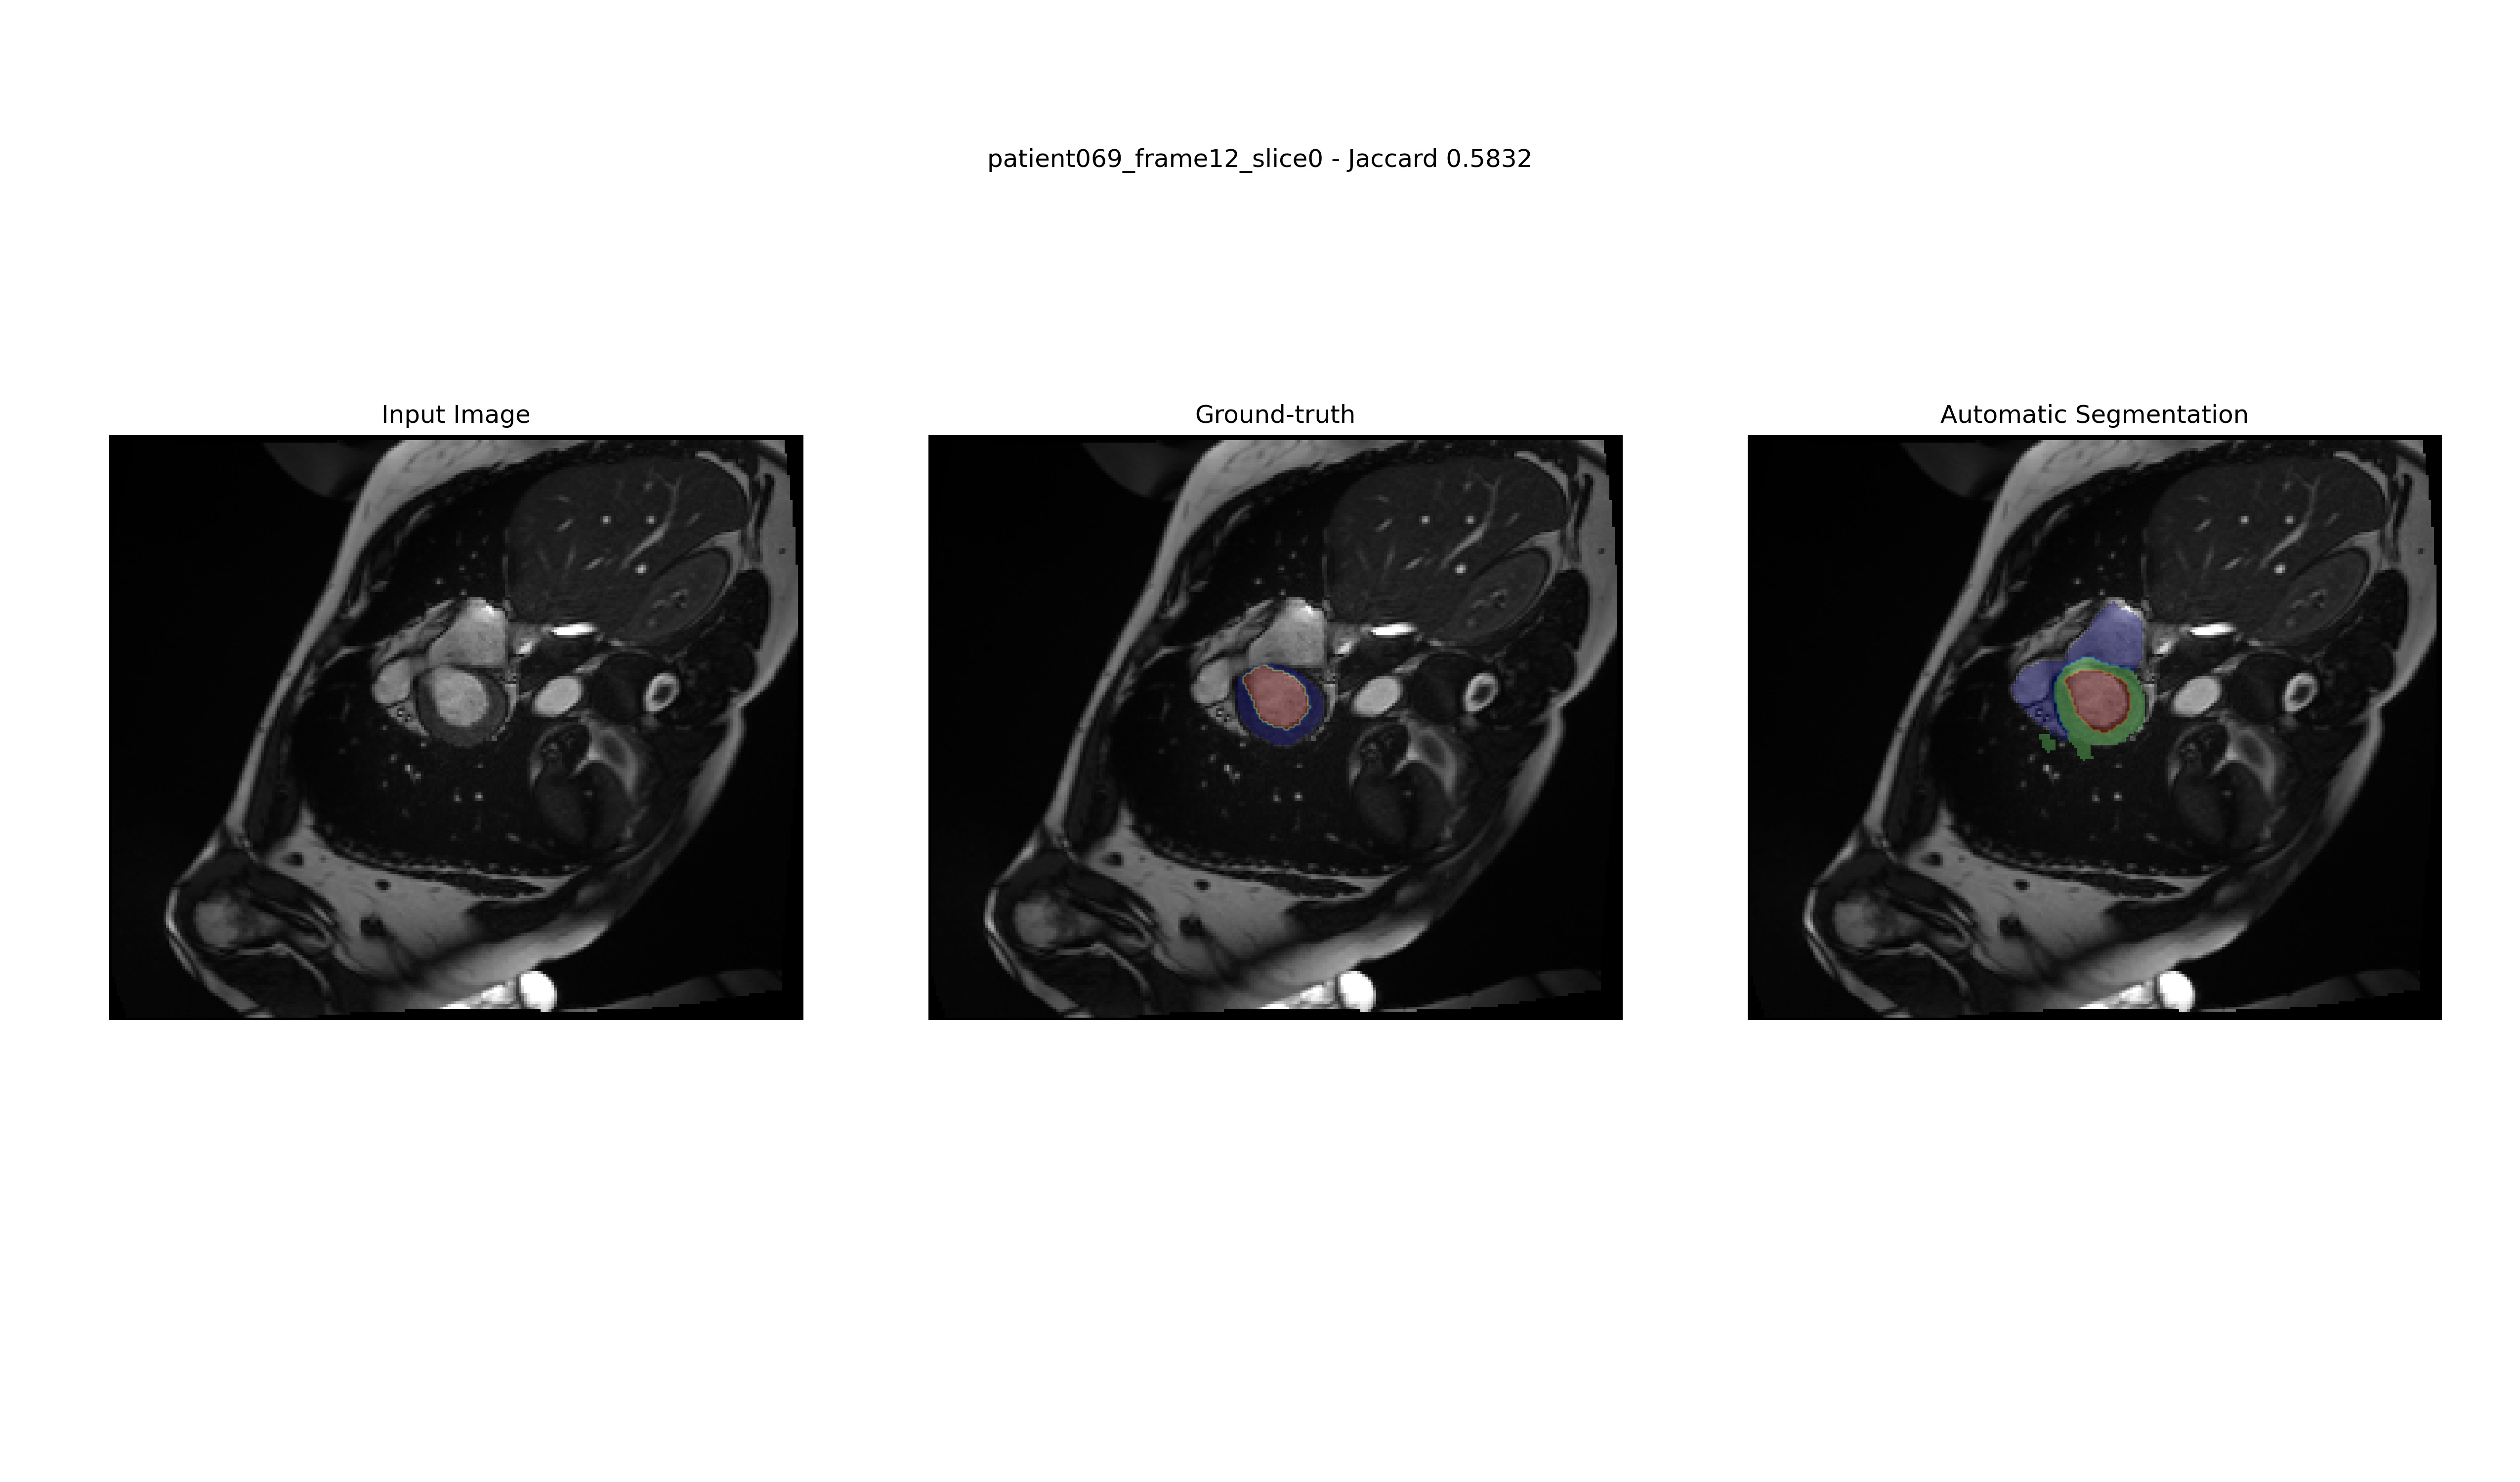 patient069_frame12_slice0 - Jaccard 0.5832
Input Image
Ground-truth
Automatic Segmentation